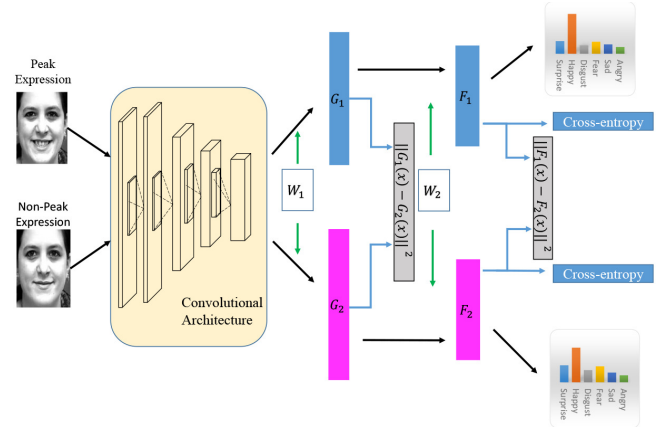 Peak
Expression
Non-Peak
Expression
Convolutional
Architecture
G1
G2
W1
||G1(x) − G2(x)||²
W2
F1
F2
||F1(x) − F2(x)||²
Cross-entropy
Cross-entropy
Surprise
Happy
Disgust
Fear
Sad
Angry
Surprise
Happy
Disgust
Fear
Sad
Angry